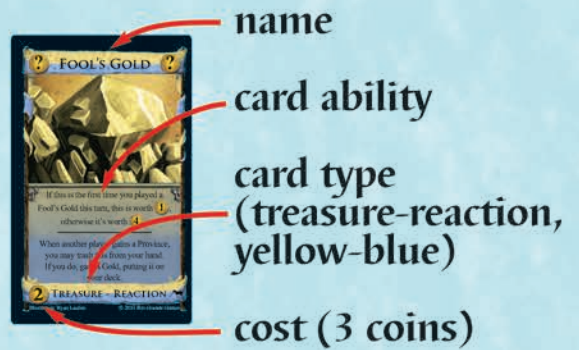 name
? FOOL'S GOLD ?
card ability
If this is the first time you played a
Fool's Gold this turn, this is worth 1,
otherwise it's worth 4.
card type
(treasure-reaction,
yellow-blue)
When another player gains a Province,
you may trash this from your hand.
If you do, gain a Gold, putting it on
your deck.
2 TREASURE – REACTION
cost (3 coins)